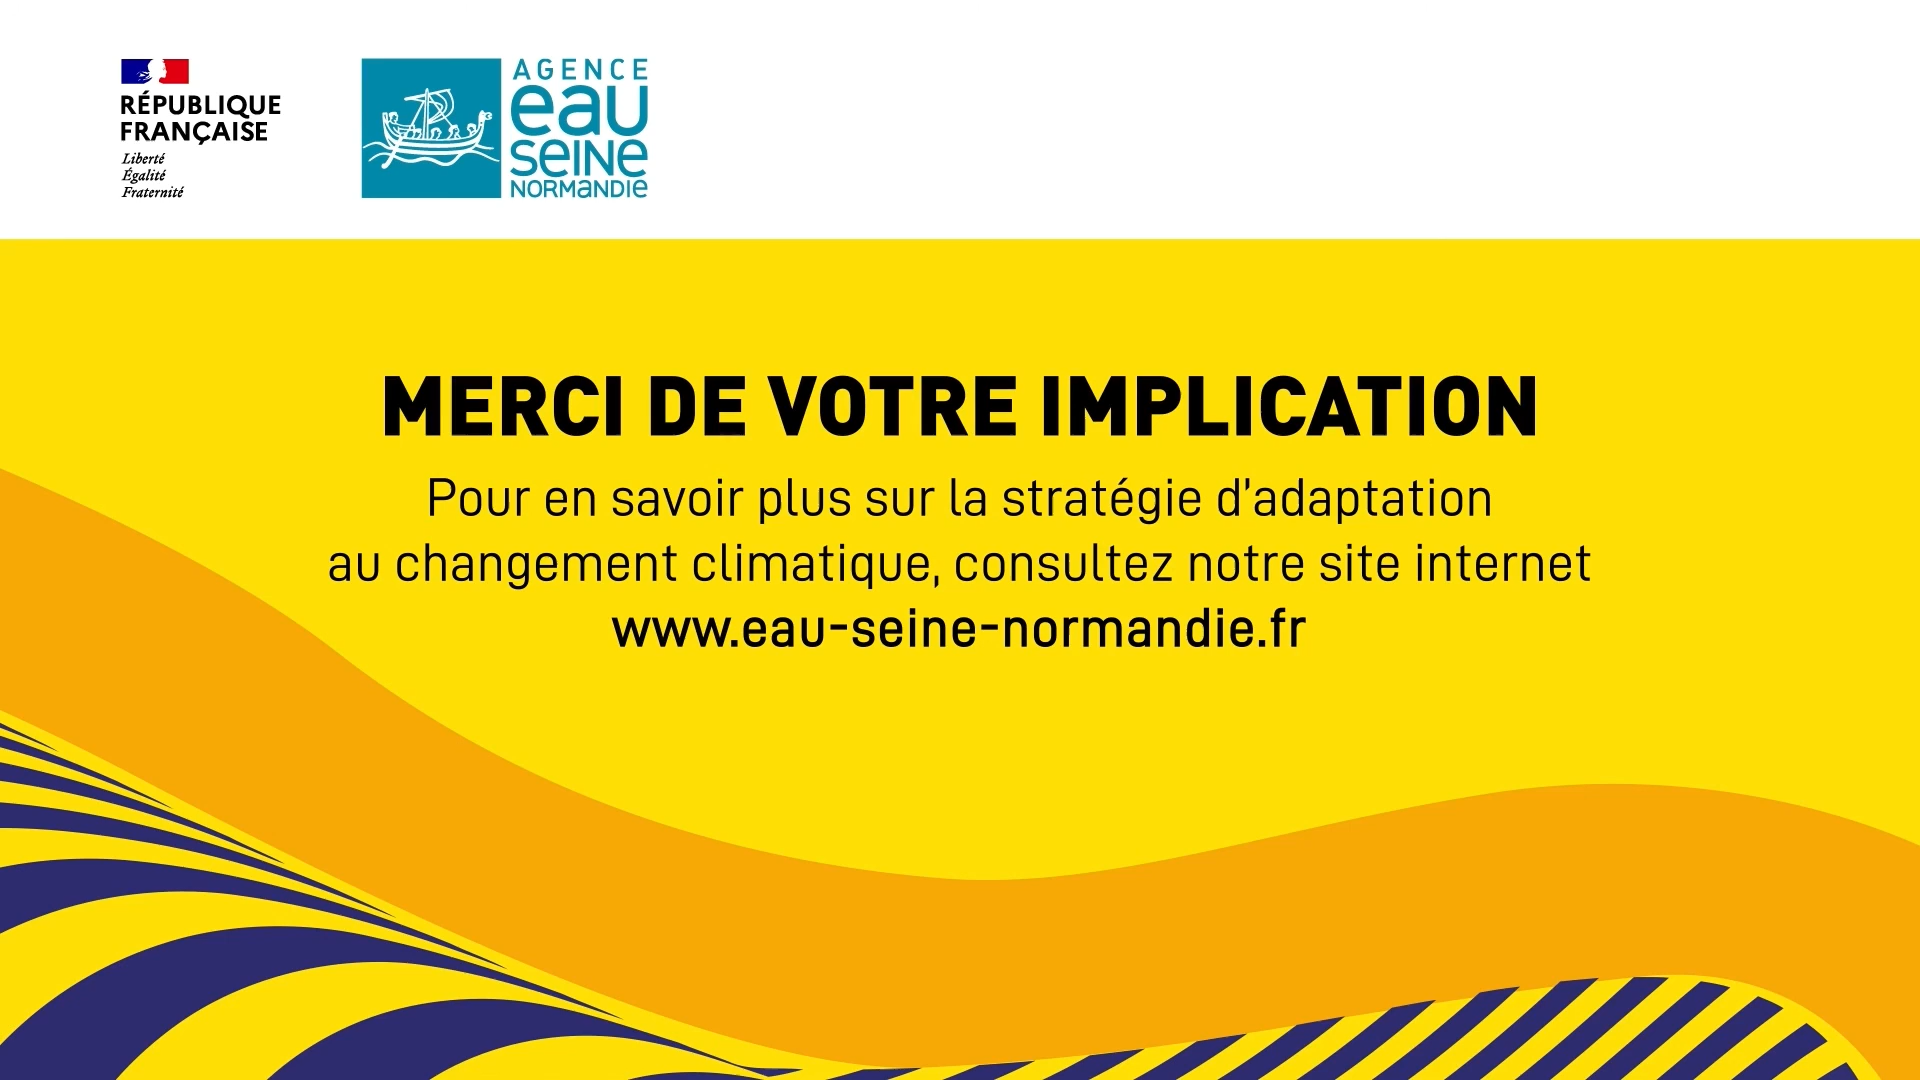 RÉPUBLIQUE
FRANÇAISE
Liberté
Égalité
Fraternité
AGENCE
eau
seine
NORMANDIE
MERCI DE VOTRE IMPLICATION
Pour en savoir plus sur la stratégie d'adaptation
au changement climatique, consultez notre site internet
www.eau-seine-normandie.fr